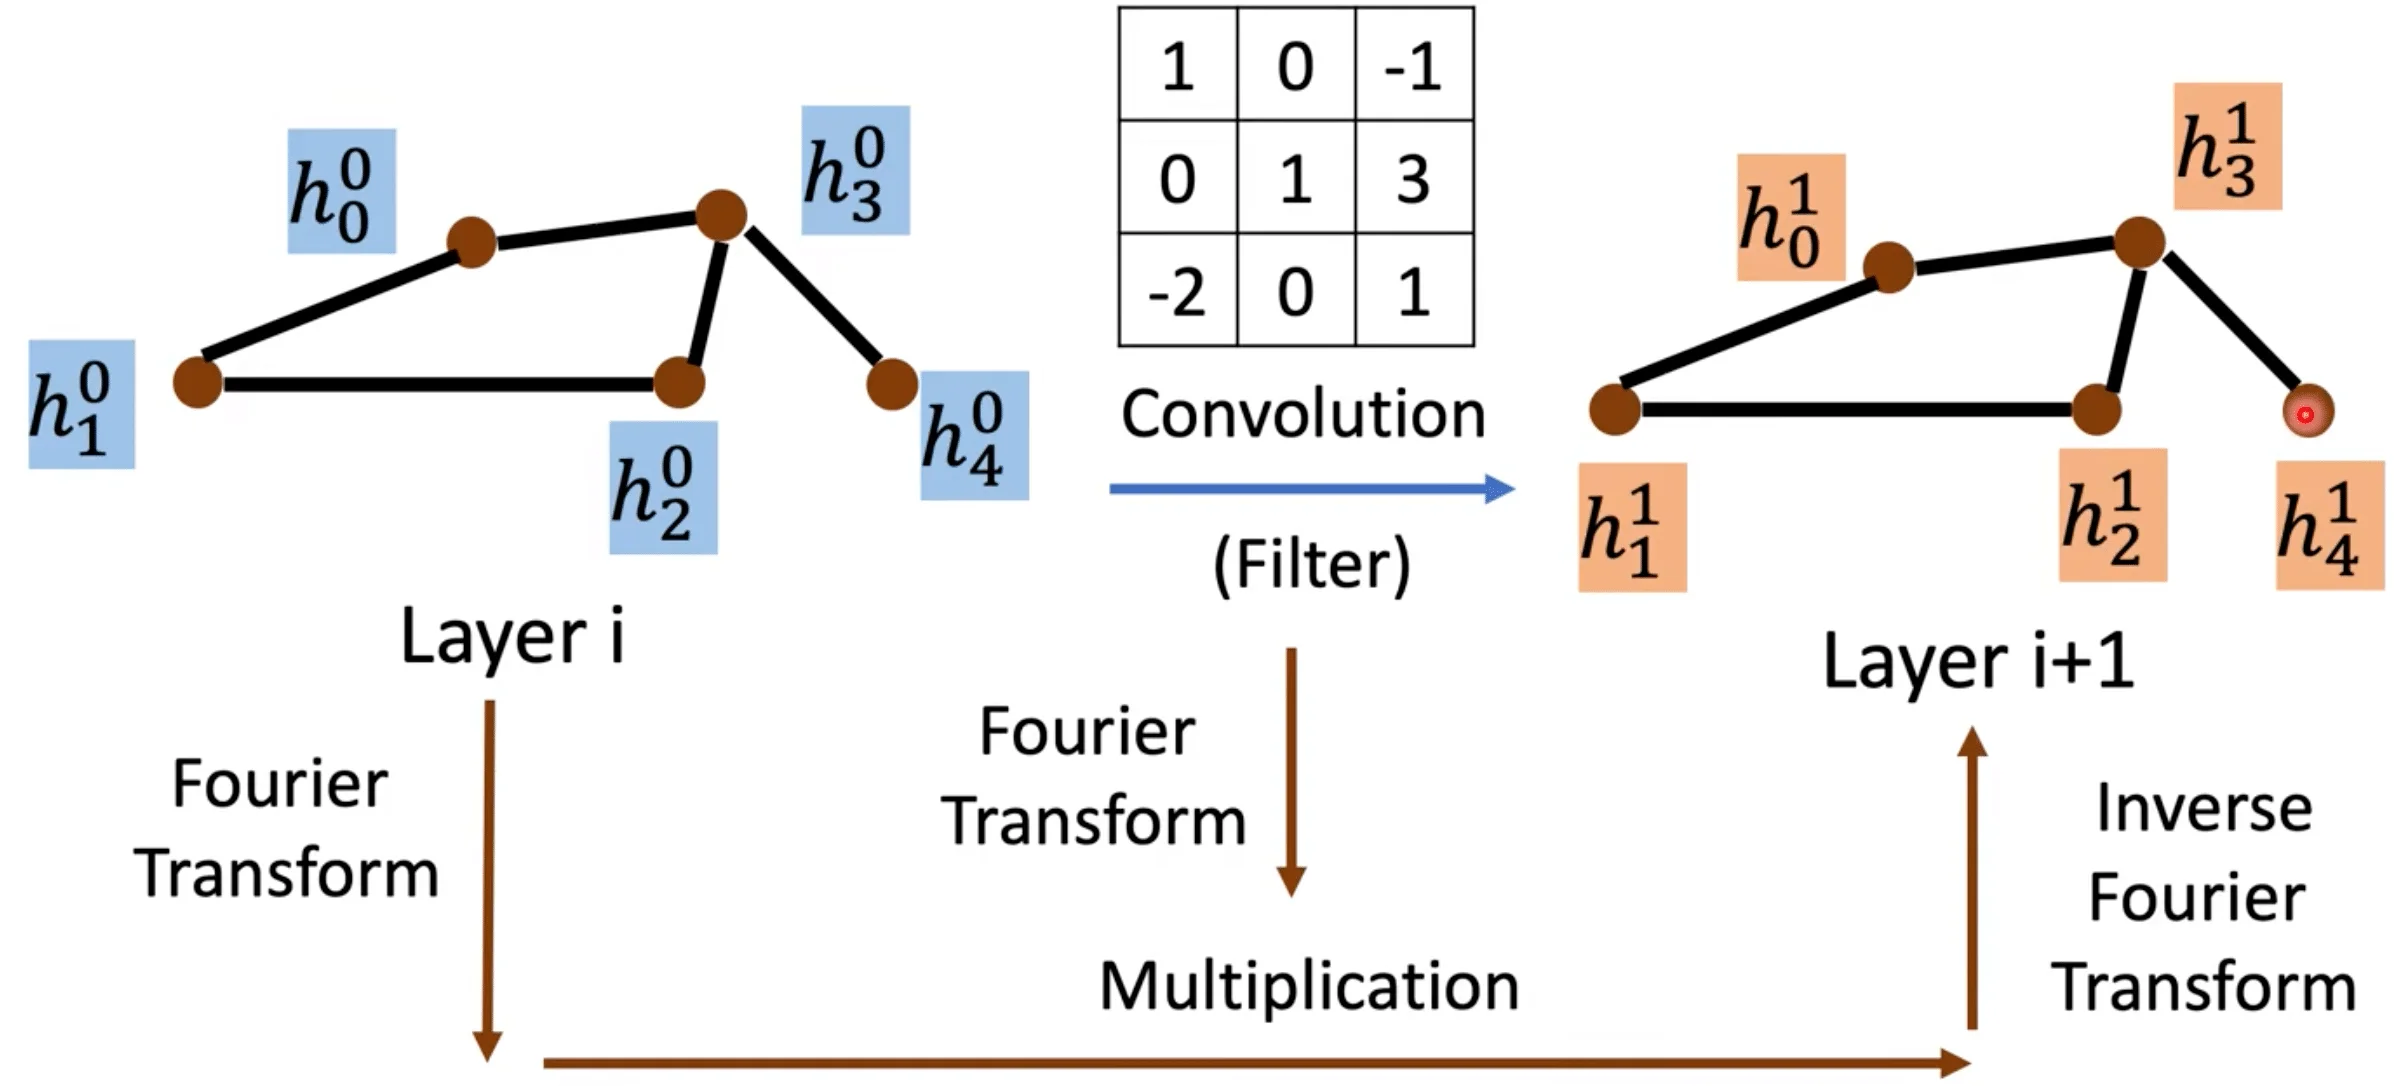 1 0 -1
0 1 3
-2 0 1
h_0^0
h_3^0
h_1^0
h_2^0
h_4^0
Convolution
(Filter)
h_0^1
h_3^1
h_1^1
h_2^1
h_4^1
Layer i
Layer i+1
Fourier
Transform
Fourier
Transform
Multiplication
Inverse
Fourier
Transform